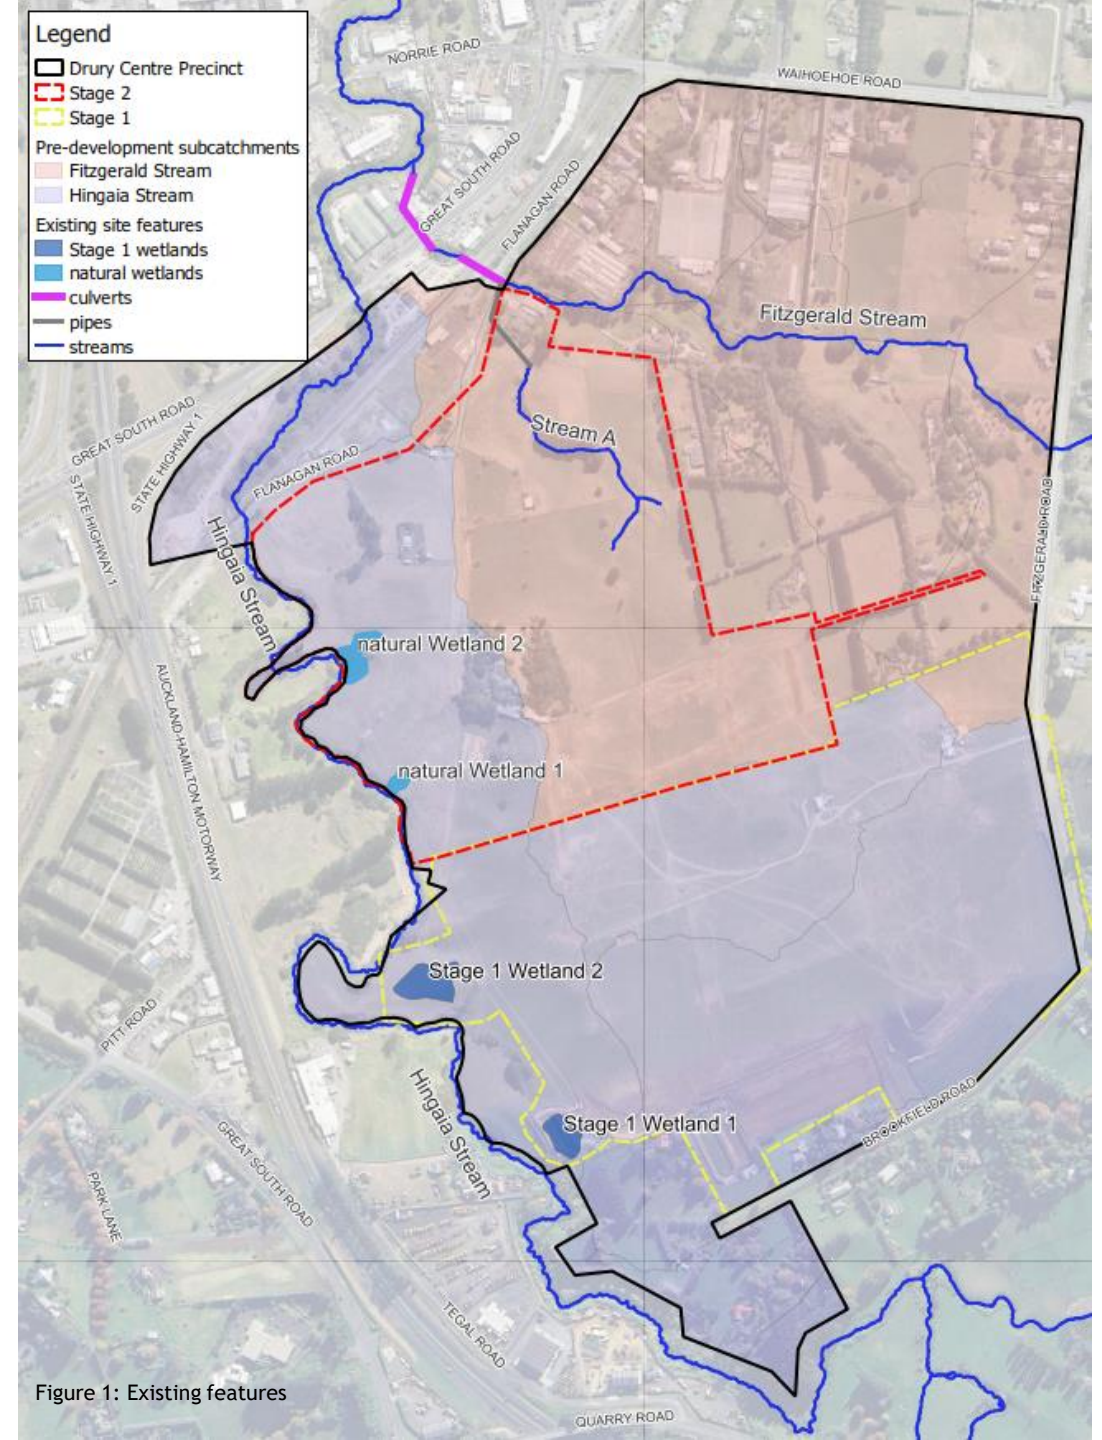 Legend
Drury Centre Precinct
Stage 2
Stage 1
Pre-development subcatchments
Fitzgerald Stream
Hingaia Stream
Existing site features
Stage 1 wetlands
natural wetlands
culverts
pipes
streams
NORRIE ROAD
WAIHOEHOE ROAD
GREAT SOUTH ROAD
FLANAGAN ROAD
Fitzgerald Stream
GREAT SOUTH ROAD
STATE HIGHWAY 1
Stream A
FLANAGAN ROAD
STATE HIGHWAY 1
Hingaia Stream
FITZGERALD ROAD
natural Wetland 2
AUCKLAND-HAMILTON MOTORWAY
natural Wetland 1
Stage 1 Wetland 2
PITT ROAD
Hingaia Stream
Stage 1 Wetland 1
BROOKFIELD ROAD
GREAT SOUTH ROAD
PARK LANE
TEGAL ROAD
Figure 1: Existing features
QUARRY ROAD